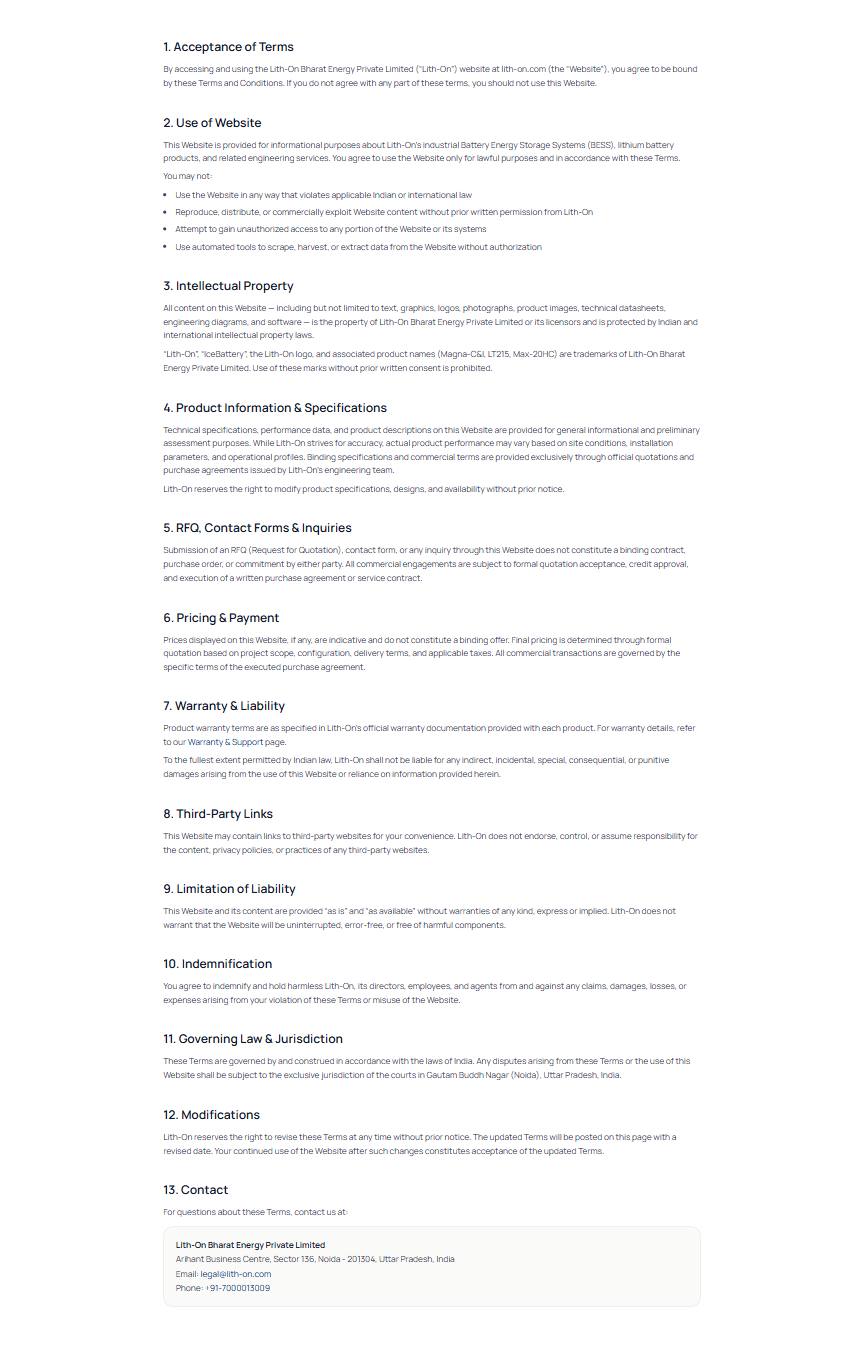 1. Acceptance of Terms
By accessing and using the Lith-On Bharat Energy Private Limited (“Lith-On”) website at lith-on.com (the “Website”), you agree to be bound
by these Terms and Conditions. If you do not agree with any part of these terms, you should not use this Website.
2. Use of Website
This Website is provided for informational purposes about Lith-On's industrial Battery Energy Storage Systems (BESS), lithium battery
products, and related engineering services. You agree to use the Website only for lawful purposes and in accordance with these Terms.
You may not:
• Use the Website in any way that violates applicable Indian or international law
• Reproduce, distribute, or commercially exploit Website content without prior written permission from Lith-On
• Attempt to gain unauthorized access to any portion of the Website or its systems
• Use automated tools to scrape, harvest, or extract data from the Website without authorization
3. Intellectual Property
All content on this Website — including but not limited to text, graphics, logos, photographs, product images, technical datasheets,
engineering diagrams, and software — is the property of Lith-On Bharat Energy Private Limited or its licensors and is protected by Indian and
international intellectual property laws.
“Lith-On”, “IceBattery”, the Lith-On logo, and associated product names (Magna-C&I, LT215, Max-20HC) are trademarks of Lith-On Bharat
Energy Private Limited. Use of these marks without prior written consent is prohibited.
4. Product Information & Specifications
Technical specifications, performance data, and product descriptions on this Website are provided for general informational and preliminary
assessment purposes. While Lith-On strives for accuracy, actual product performance may vary based on site conditions, installation
parameters, and operational profiles. Binding specifications and commercial terms are provided exclusively through official quotations and
purchase agreements issued by Lith-On's engineering team.
Lith-On reserves the right to modify product specifications, designs, and availability without prior notice.
5. RFQ, Contact Forms & Inquiries
Submission of an RFQ (Request for Quotation), contact form, or any inquiry through this Website does not constitute a binding contract,
purchase order, or commitment by either party. All commercial engagements are subject to formal quotation acceptance, credit approval,
and execution of a written purchase agreement or service contract.
6. Pricing & Payment
Prices displayed on this Website, if any, are indicative and do not constitute a binding offer. Final pricing is determined through formal
quotation based on project scope, configuration, delivery terms, and applicable taxes. All commercial transactions are governed by the
specific terms of the executed purchase agreement.
7. Warranty & Liability
Product warranty terms are as specified in Lith-On's official warranty documentation provided with each product. For warranty details, refer
to our Warranty & Support page.
To the fullest extent permitted by Indian law, Lith-On shall not be liable for any indirect, incidental, special, consequential, or punitive
damages arising from the use of this Website or reliance on information provided herein.
8. Third-Party Links
This Website may contain links to third-party websites for your convenience. Lith-On does not endorse, control, or assume responsibility for
the content, privacy policies, or practices of any third-party websites.
9. Limitation of Liability
This Website and its content are provided “as is” and “as available” without warranties of any kind, express or implied. Lith-On does not
warrant that the Website will be uninterrupted, error-free, or free of harmful components.
10. Indemnification
You agree to indemnify and hold harmless Lith-On, its directors, employees, and agents from and against any claims, damages, losses, or
expenses arising from your violation of these Terms or misuse of the Website.
11. Governing Law & Jurisdiction
These Terms are governed by and construed in accordance with the laws of India. Any disputes arising from these Terms or the use of this
Website shall be subject to the exclusive jurisdiction of the courts in Gautam Buddh Nagar (Noida), Uttar Pradesh, India.
12. Modifications
Lith-On reserves the right to revise these Terms at any time without prior notice. The updated Terms will be posted on this page with a
revised date. Your continued use of the Website after such changes constitutes acceptance of the updated Terms.
13. Contact
For questions about these Terms, contact us at:
Lith-On Bharat Energy Private Limited
Arihant Business Centre, Sector 136, Noida - 201304, Uttar Pradesh, India
Email: legal@lith-on.com
Phone: +91-7000013009